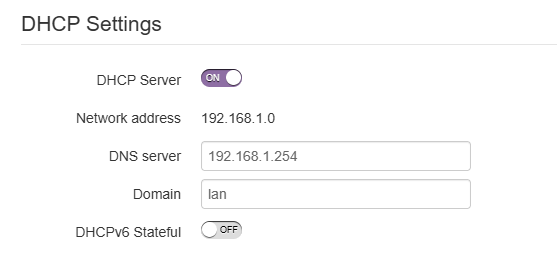 DHCP Settings
DHCP Server ON
Network address 192.168.1.0
DNS server 192.168.1.254
Domain lan
DHCPv6 Stateful OFF